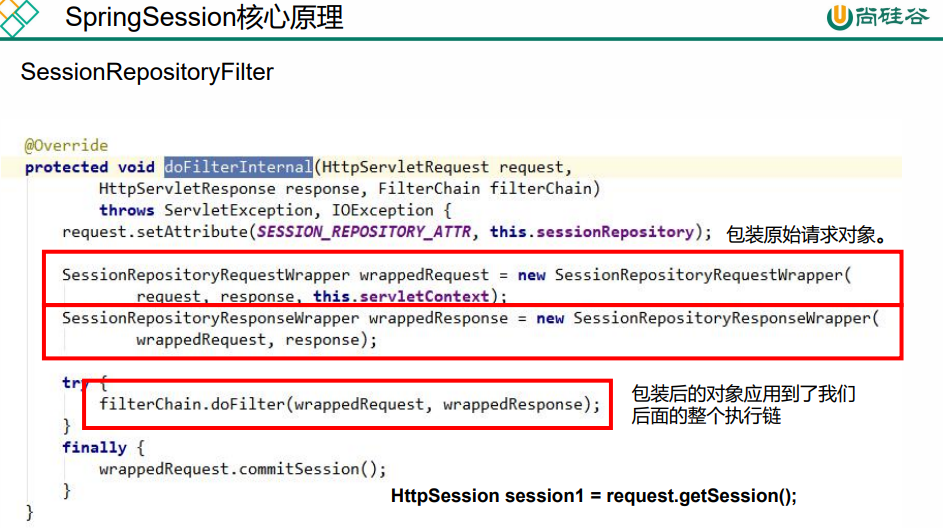 SpringSession核心原理
尚硅谷
SessionRepositoryFilter
@Override
protected void doFilterInternal(HttpServletRequest request,
HttpServletResponse response, FilterChain filterChain)
throws ServletException, IOException {
request.setAttribute(SESSION_REPOSITORY_ATTR, this.sessionRepository);
包装原始请求对象。
SessionRepositoryRequestWrapper wrappedRequest = new SessionRepositoryRequestWrapper(
request, response, this.servletContext);
SessionRepositoryResponseWrapper wrappedResponse = new SessionRepositoryResponseWrapper(
wrappedRequest, response);
try {
filterChain.doFilter(wrappedRequest, wrappedResponse);
}
包装后的对象应用到了我们
后面的整个执行链
finally {
wrappedRequest.commitSession();
}
HttpSession session1 = request.getSession();
}